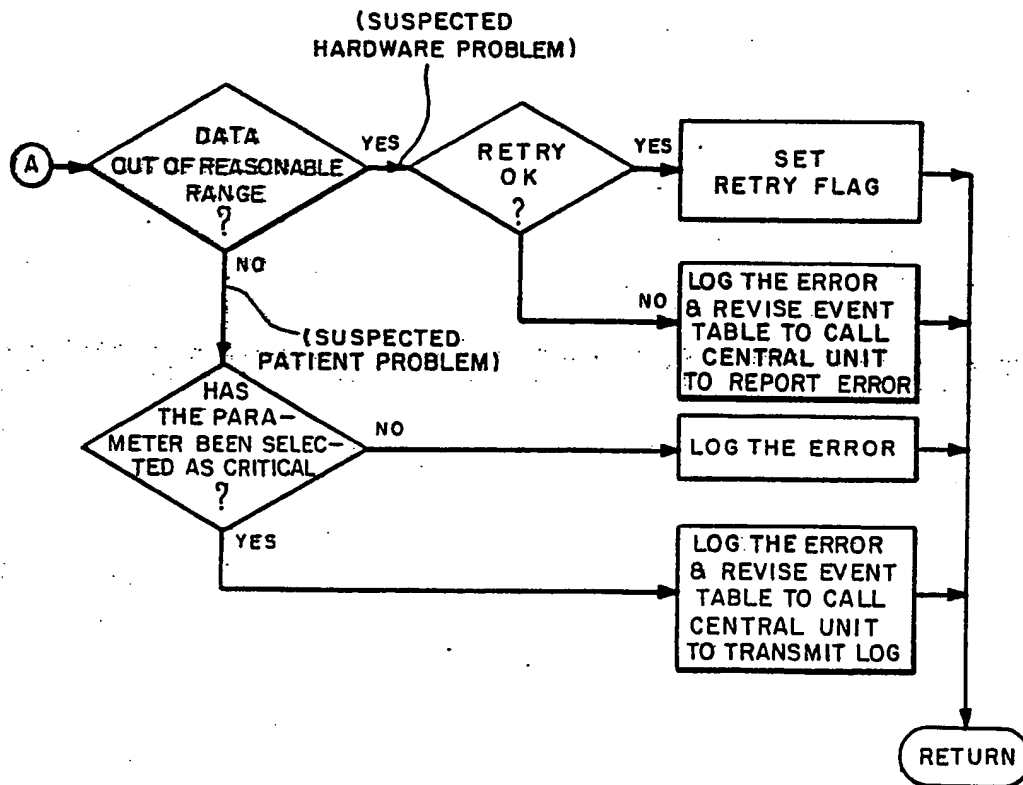 (SUSPECTED
HARDWARE PROBLEM)
A
DATA
OUT OF REASONABLE
RANGE
?
YES
RETRY
OK
?
YES
SET
RETRY FLAG
NO
(SUSPECTED
PATIENT PROBLEM)
NO
LOG THE ERROR
& REVISE EVENT
TABLE TO CALL
CENTRAL UNIT
TO REPORT ERROR
HAS
THE PARA-
METER BEEN SELEC-
TED AS CRITICAL
?
NO
LOG THE ERROR
YES
LOG THE ERROR
& REVISE EVENT
TABLE TO CALL
CENTRAL UNIT
TO TRANSMIT LOG
RETURN